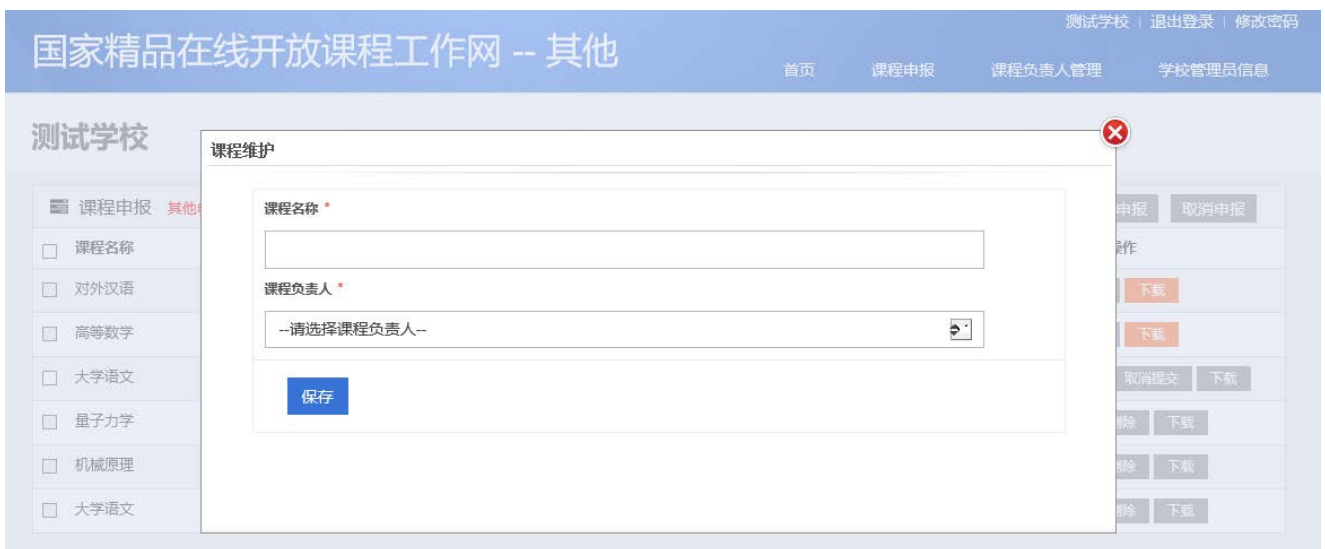 测试学校 | 退出登录 | 修改密码
国家精品在线开放课程工作网 -- 其他
首页 课程申报 课程负责人管理 学校管理员信息
测试学校
课程维护
课程申报 其他
申报 取消申报
课程名称 *
课程名称
操作
对外汉语
下载
课程负责人 *
高等数学
--请选择课程负责人--
下载
大学语文
取消提交 下载
保存
量子力学
删除 下载
机械原理
删除 下载
大学语文
删除 下载